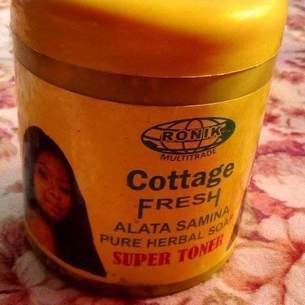 RONIK
MULTITRADE
Cottage
FRESH
ALATA SAMINA
PURE HERBAL SOAP
SUPER TONER